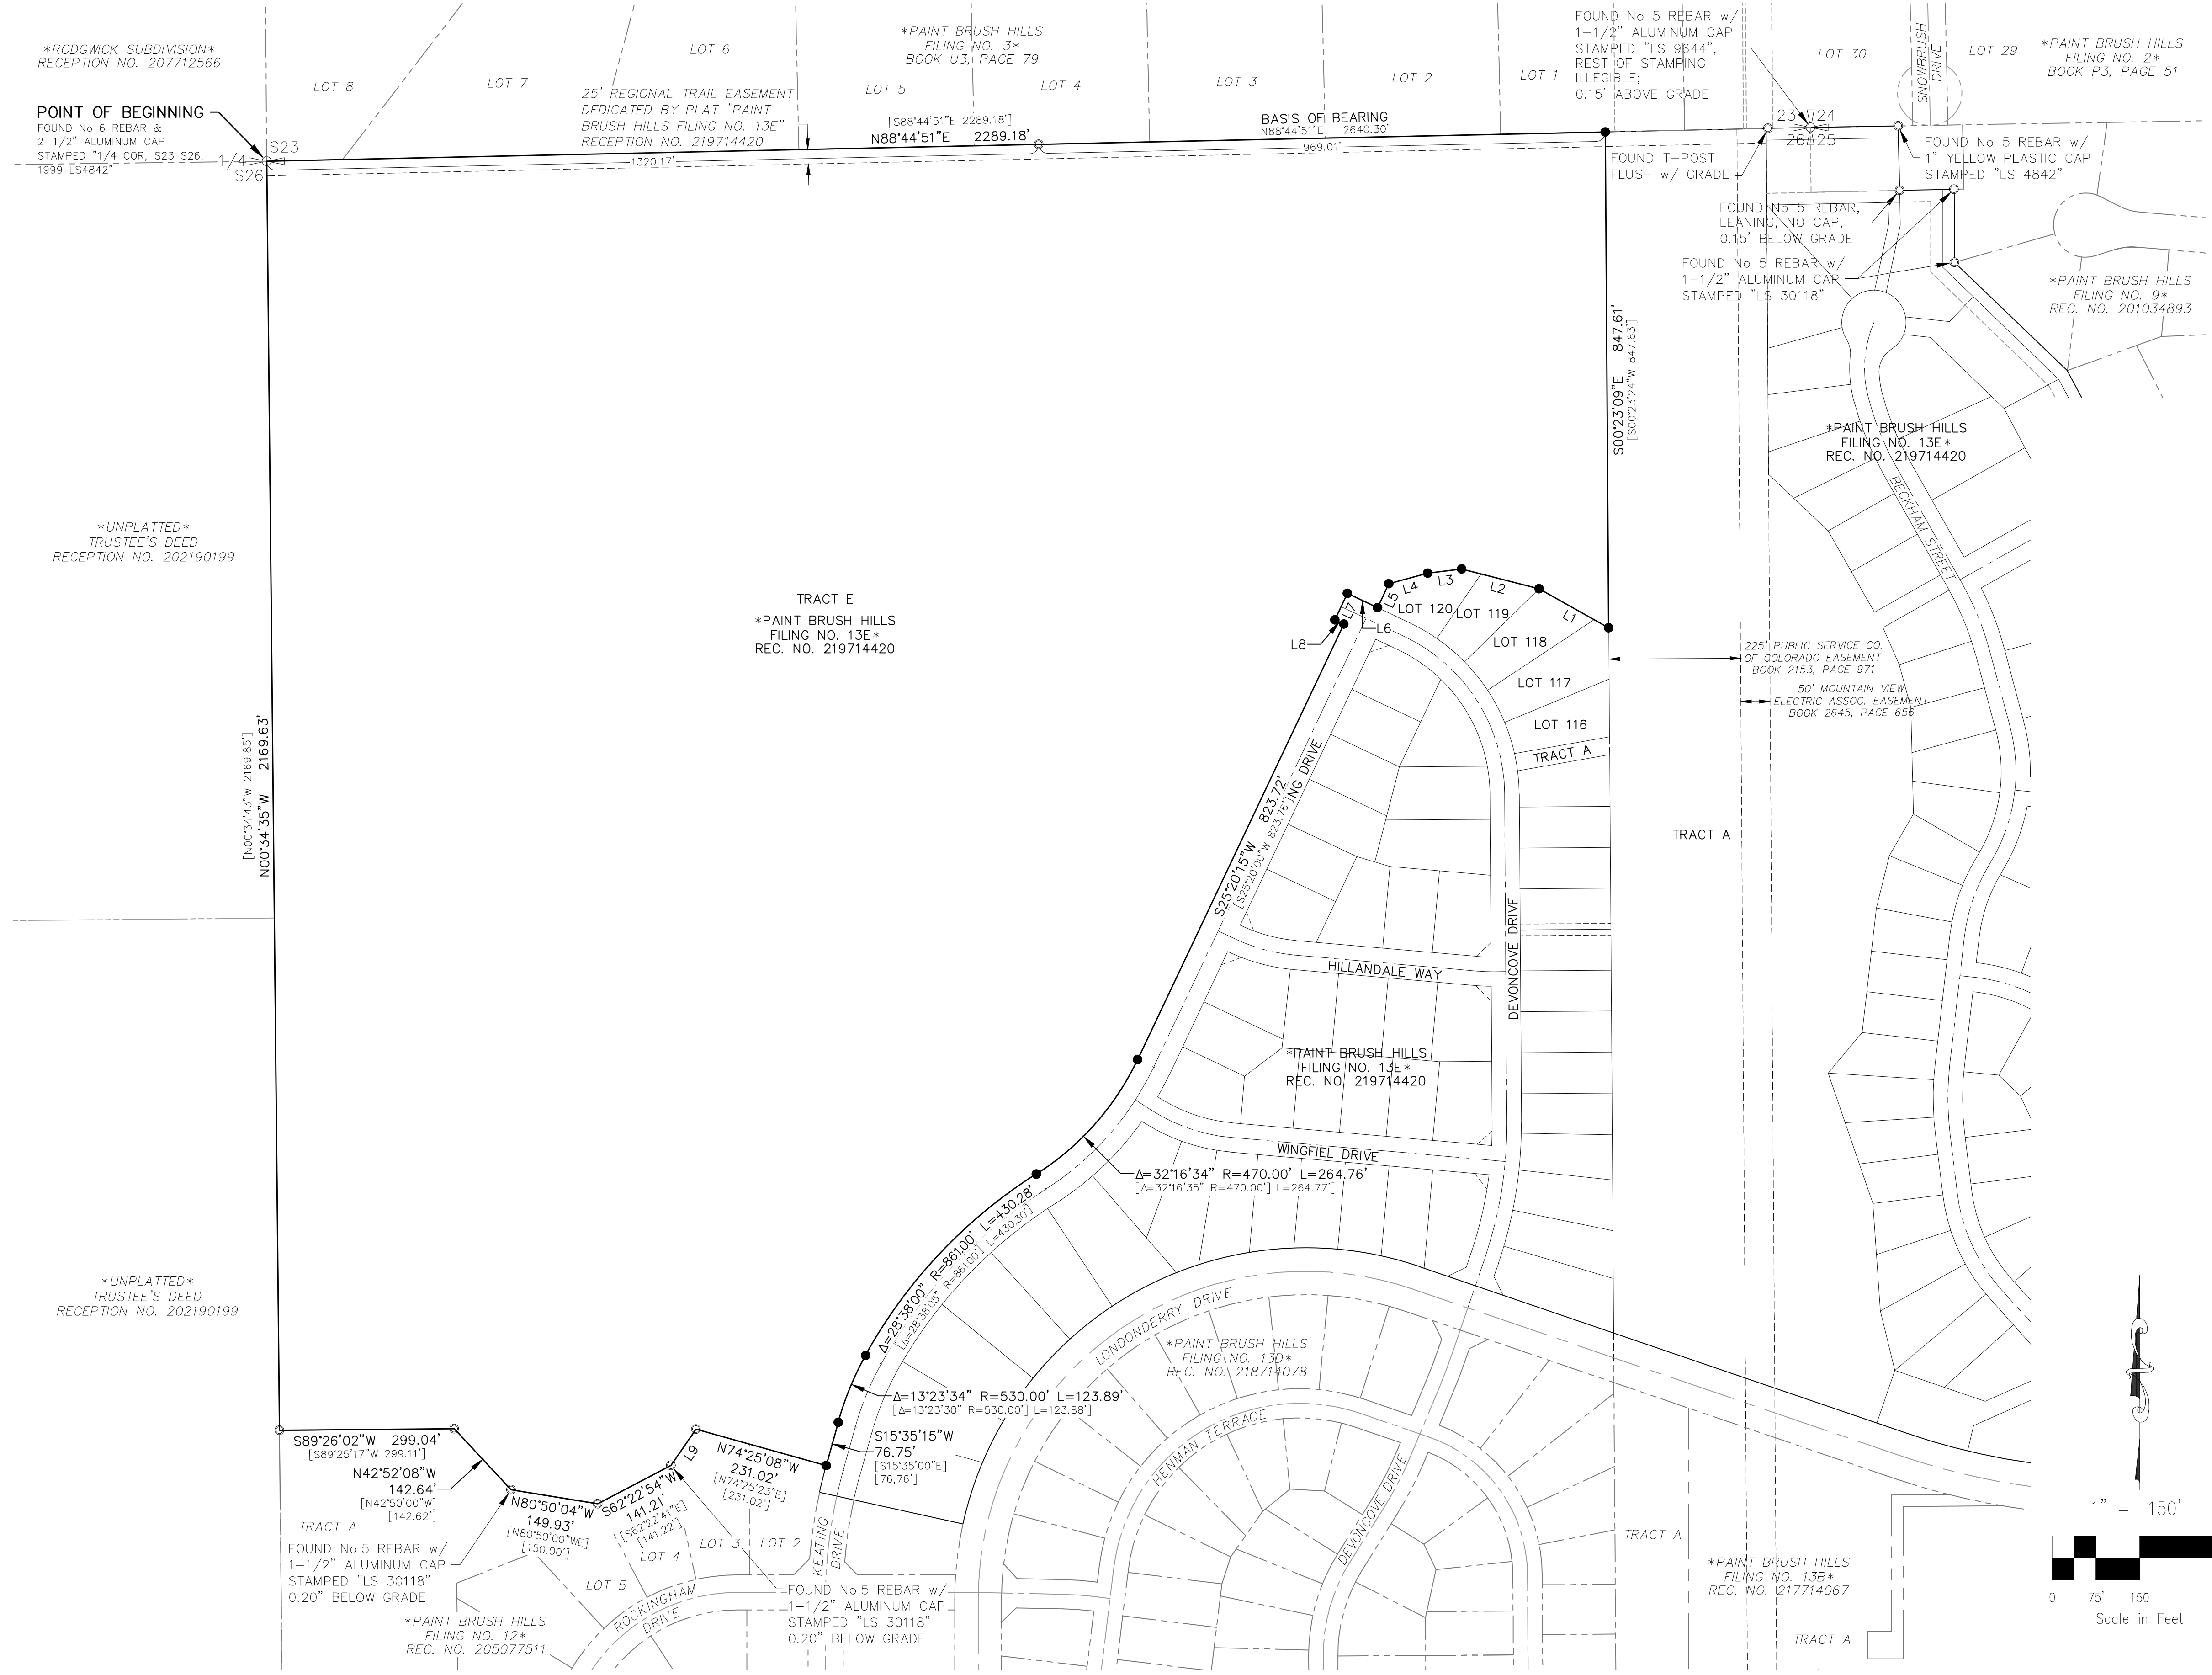 *RODGWICK SUBDIVISION*
RECEPTION NO. 207712566
LOT 8
LOT 7
LOT 6
*PAINT BRUSH HILLS
FILING NO. 3*
BOOK U3, PAGE 79
LOT 5
LOT 4
LOT 3
LOT 2
LOT 1
FOUND No 5 REBAR w/
1-1/2" ALUMINUM CAP
STAMPED "LS 9644",
REST OF STAMPING
ILLEGIBLE;
0.15' ABOVE GRADE
LOT 30
SNOWBRUSH
DRIVE
LOT 29
*PAINT BRUSH HILLS
FILING NO. 2*
BOOK P3, PAGE 51
POINT OF BEGINNING
FOUND No 6 REBAR &
2-1/2" ALUMINUM CAP
STAMPED "1/4 COR, S23 S26,
1999 LS4842"
1/4
S23
S26
25' REGIONAL TRAIL EASEMENT
DEDICATED BY PLAT "PAINT
BRUSH HILLS FILING NO. 13E"
RECEPTION NO. 219714420
[S88°44'51"E 2289.18']
N88°44'51"E 2289.18'
BASIS OF BEARING
N88°44'51"E 2640.30'
1320.17'
969.01'
23
24
26
25
FOUND T-POST
FLUSH w/ GRADE
FOUND No 5 REBAR w/
1" YELLOW PLASTIC CAP
STAMPED "LS 4842"
FOUND No 5 REBAR,
LEANING, NO CAP,
0.15' BELOW GRADE
FOUND No 5 REBAR w/
1-1/2" ALUMINUM CAP
STAMPED "LS 30118"
*PAINT BRUSH HILLS
FILING NO. 9*
REC. NO. 201034893
S00°23'09"E 847.61'
[S00°23'24"W 847.63']
*PAINT BRUSH HILLS
FILING NO. 13E*
REC. NO. 219714420
BECKHAM STREET
*UNPLATTED*
TRUSTEE'S DEED
RECEPTION NO. 202190199
TRACT E
*PAINT BRUSH HILLS
FILING NO. 13E*
REC. NO. 219714420
L8
L7
L6
L5
L4
L3
L2
L1
LOT 120
LOT 119
LOT 118
LOT 117
LOT 116
TRACT A
225' PUBLIC SERVICE CO.
OF COLORADO EASEMENT
BOOK 2153, PAGE 971
50' MOUNTAIN VIEW
ELECTRIC ASSOC. EASEMENT
BOOK 2645, PAGE 656
TRACT A
N00°34'35"W 2169.63'
[N00°34'43"W 2169.85']
S25°20'15"W 823.72'
[S25°20'00"W 823.76']
NG DRIVE
DEVONCOVE DRIVE
HILLANDALE WAY
*PAINT BRUSH HILLS
FILING NO. 13E*
REC. NO. 219714420
WINGFIEL DRIVE
Δ=32°16'34" R=470.00' L=264.76'
[Δ=32°16'35" R=470.00'] L=264.77']
Δ=28°38'00" R=861.00' L=430.28'
[Δ=28°38'05" R=861.00'] L=430.30']
*UNPLATTED*
TRUSTEE'S DEED
RECEPTION NO. 202190199
LONDONDERRY DRIVE
*PAINT BRUSH HILLS
FILING NO. 13D*
REC. NO. 218714078
Δ=13°23'34" R=530.00' L=123.89'
[Δ=13°23'30" R=530.00'] L=123.88']
HENMAN TERRACE
DEVONCOVE DRIVE
S15°35'15"W
76.75'
[S15°35'00"E]
[76,76']
S89°26'02"W 299.04'
[S89°25'17"W 299.11']
N42°52'08"W
142.64'
[N42°50'00"W]
[142.62']
N80°50'04"W
149.93'
[N80°50'00"WE]
[150.00']
S62°22'54"W
141.21'
[S62°22'41"E]
[141.22']
L9
N74°25'08"W
231.02'
[N74°25'23"E]
[231.02']
TRACT A
FOUND No 5 REBAR w/
1-1/2" ALUMINUM CAP
STAMPED "LS 30118"
0.20" BELOW GRADE
LOT 5
LOT 4
LOT 3
LOT 2
KEATING
DRIVE
ROCKINGHAM
DRIVE
FOUND No 5 REBAR w/
1-1/2" ALUMINUM CAP
STAMPED "LS 30118"
0.20" BELOW GRADE
*PAINT BRUSH HILLS
FILING NO. 12*
REC. NO. 205077511
TRACT A
*PAINT BRUSH HILLS
FILING NO. 13B*
REC. NO. 217714067
TRACT A
1" = 150'
0 75' 150
Scale in Feet